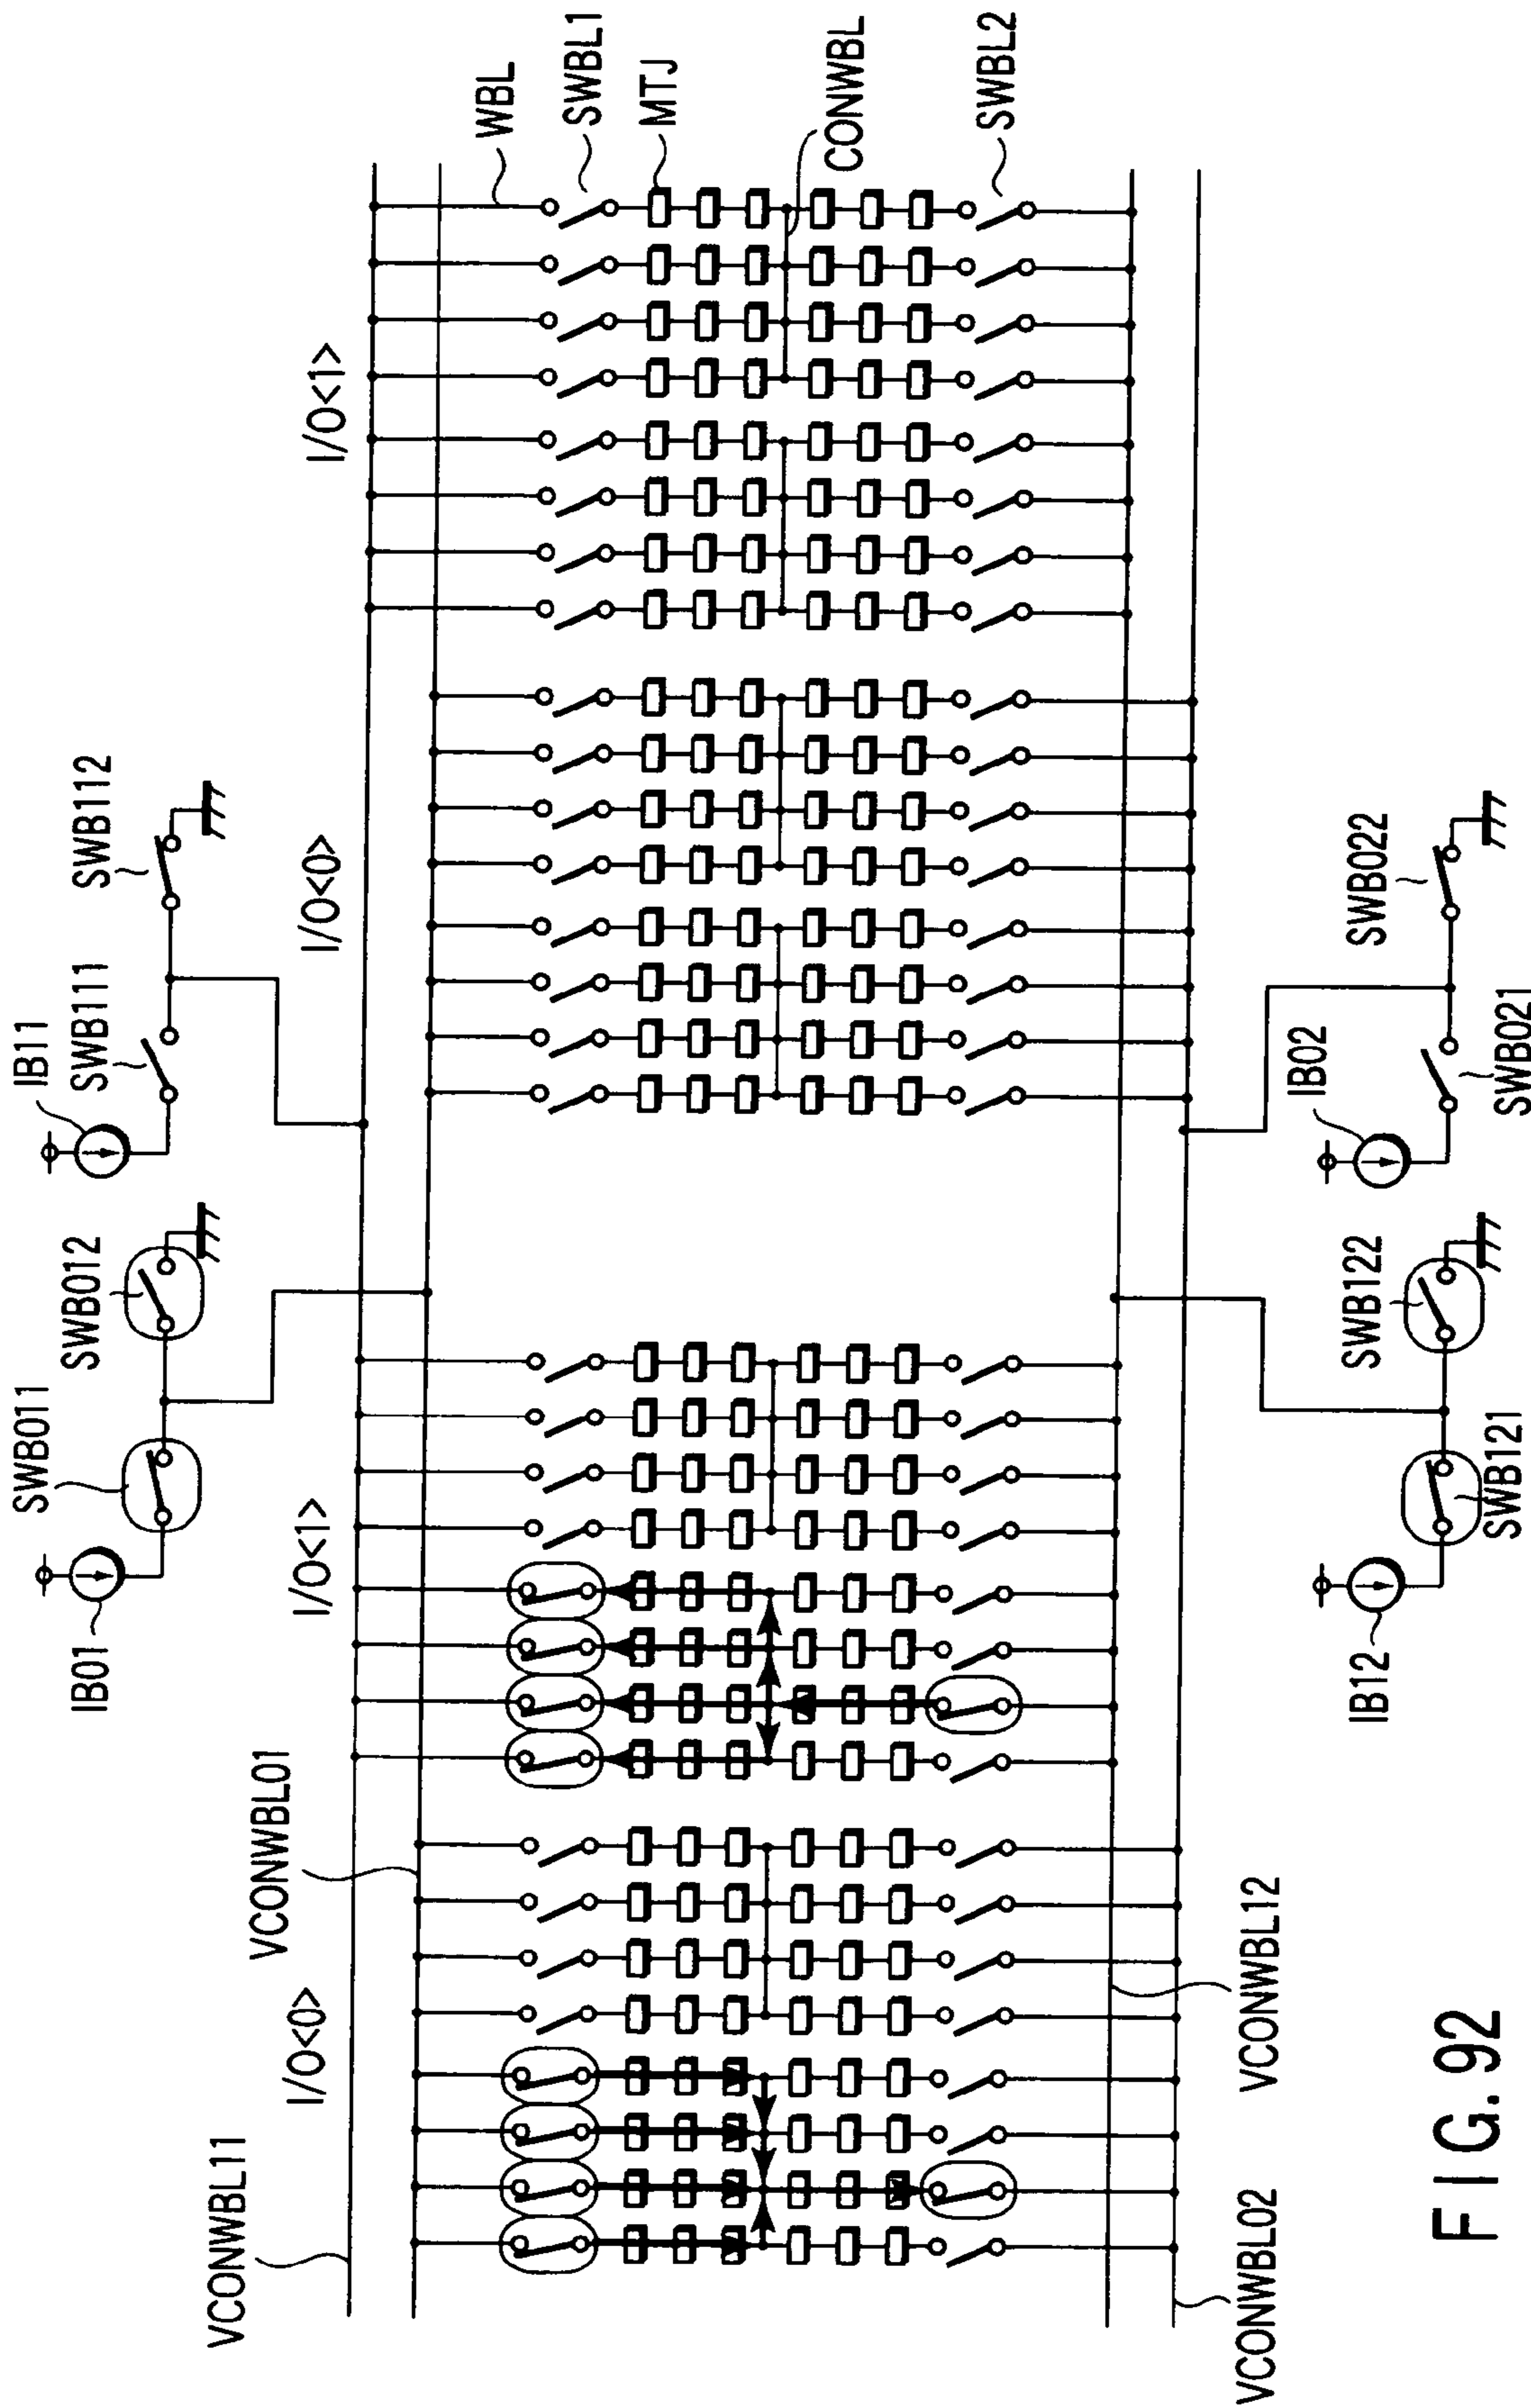 IB01
SWB011
SWB012
IB11
SWB111
SWB112
VCONWBL11
I/O<0>
VCONWBL01
I/O<1>
I/O<0>
I/O<1>
WBL
SWBL1
MTJ
CONWBL
SWBL2
VCONWBL02
VCONWBL12
IB12
SWB121
SWB122
IB02
SWB021
SWB022
FIG. 92